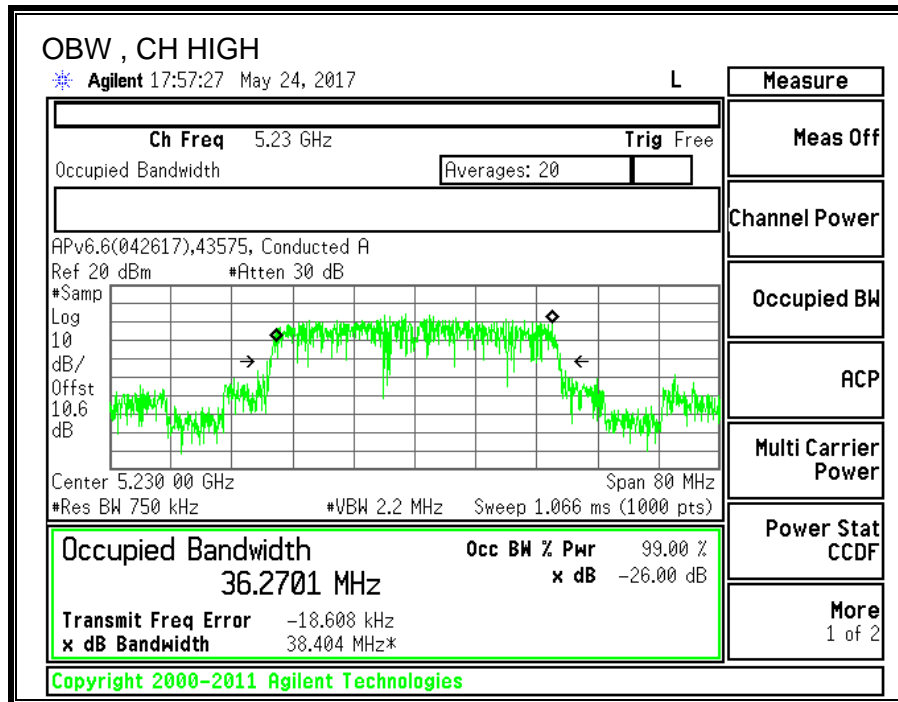 OBW , CH HIGH
Agilent 17:57:27 May 24, 2017 L
Measure
Ch Freq 5.23 GHz Trig Free
Meas Off
Occupied Bandwidth Averages: 20
Channel Power
APv6.6(042617),43575, Conducted A
Ref 20 dBm #Atten 30 dB
#Samp
Log
10
dB/
Offst
10.6
dB
Occupied BW
ACP
Center 5.230 00 GHz Span 80 MHz
#Res BW 750 kHz #VBW 2.2 MHz Sweep 1.066 ms (1000 pts)
Multi Carrier
Power
Occupied Bandwidth Occ BW % Pwr 99.00 %
36.2701 MHz x dB -26.00 dB
Power Stat
CCDF
Transmit Freq Error -18.608 kHz
x dB Bandwidth 38.404 MHz*
More
1 of 2
Copyright 2000-2011 Agilent Technologies